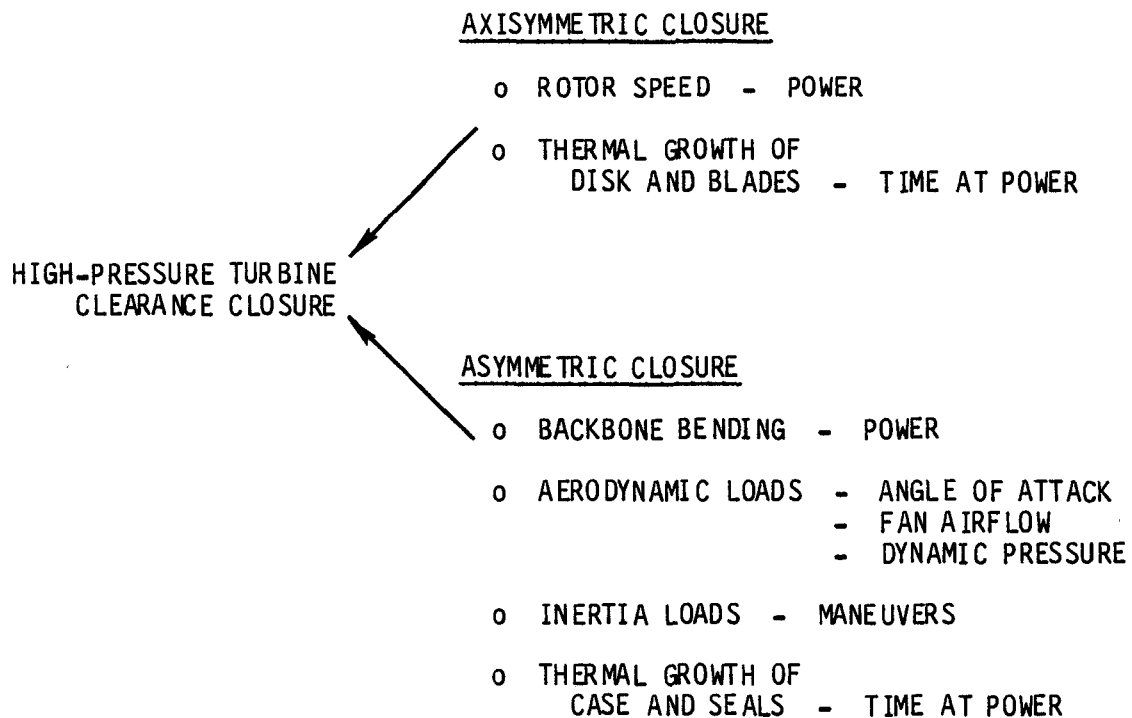 AXISYMMETRIC CLOSURE
o ROTOR SPEED - POWER
o THERMAL GROWTH OF
DISK AND BLADES - TIME AT POWER
HIGH-PRESSURE TURBINE
CLEARANCE CLOSURE
ASYMMETRIC CLOSURE
o BACKBONE BENDING - POWER
o AERODYNAMIC LOADS - ANGLE OF ATTACK
- FAN AIRFLOW
- DYNAMIC PRESSURE
o INERTIA LOADS - MANEUVERS
o THERMAL GROWTH OF
CASE AND SEALS - TIME AT POWER